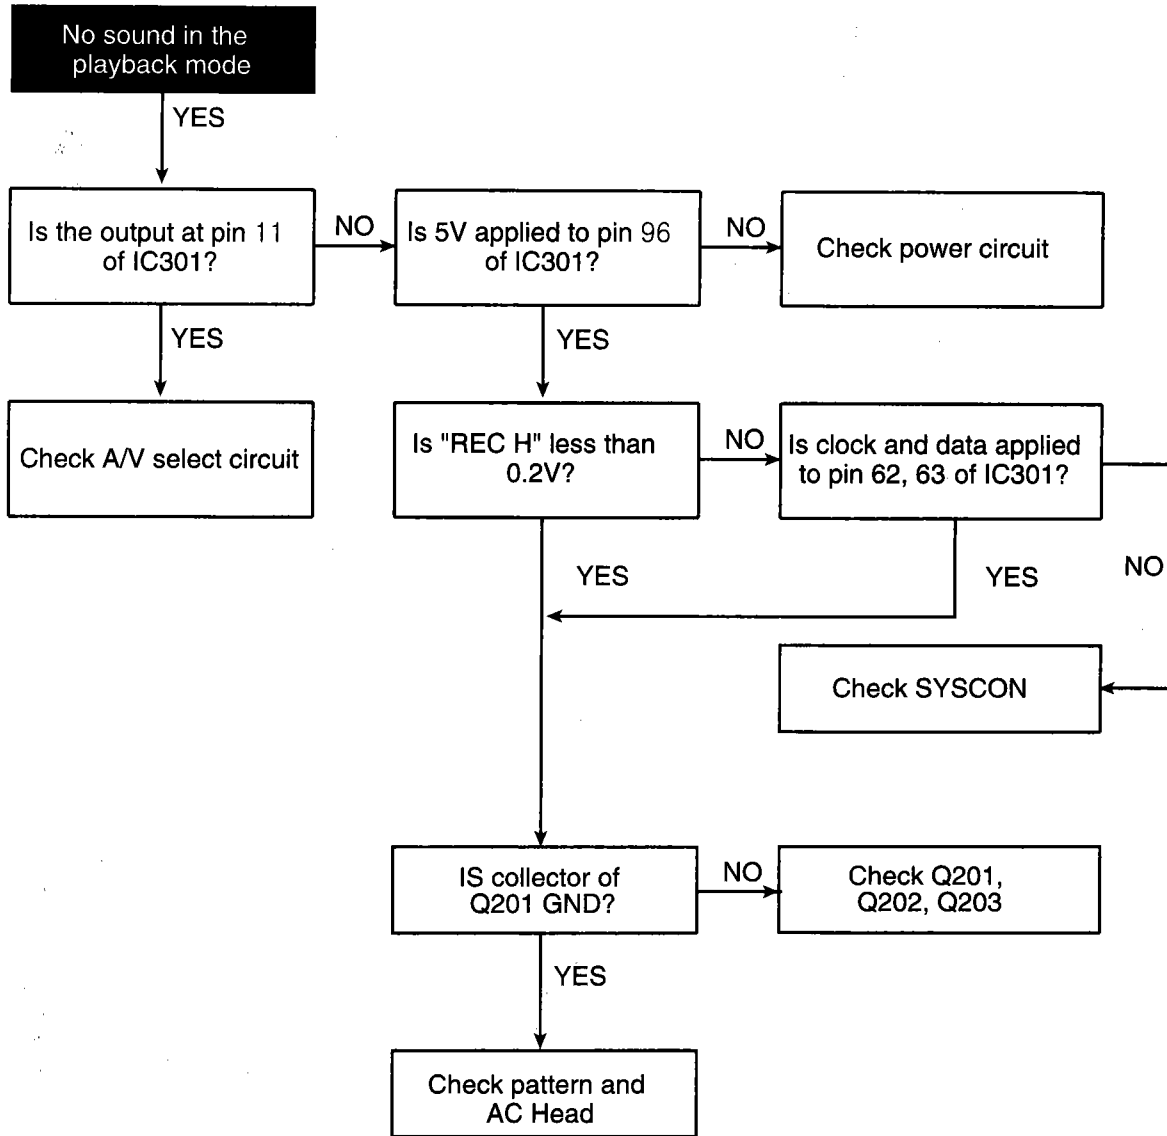 No sound in the
playback mode
YES
Is the output at pin 11
of IC301?
NO
Is 5V applied to pin 96
of IC301?
NO
Check power circuit
YES
YES
Check A/V select circuit
Is "REC H" less than
0.2V?
NO
Is clock and data applied
to pin 62, 63 of IC301?
YES
YES
NO
Check SYSCON
IS collector of
Q201 GND?
NO
Check Q201,
Q202, Q203
YES
Check pattern and
AC Head